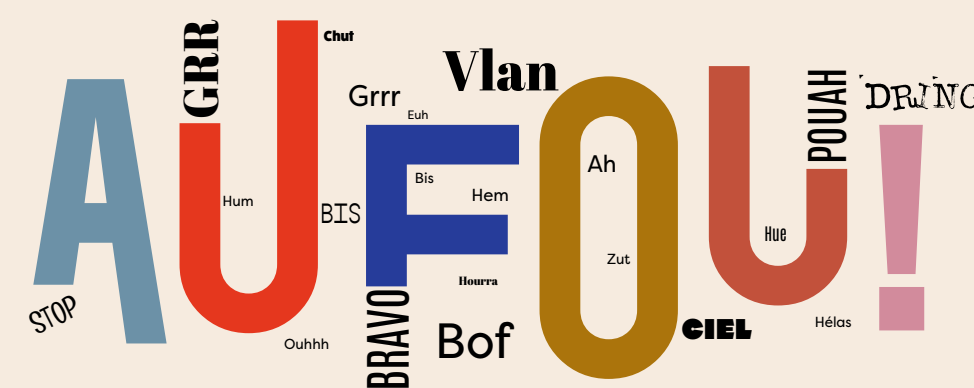 AU FOU!
GRR
Chut
Vlan
Grrr
Euh
POUAH
DRING
Ah
Bis
Hem
Hum
BIS
Hue
Zut
Hourra
STOP
BRAVO
Bof
CIEL
Hélas
Ouhhh